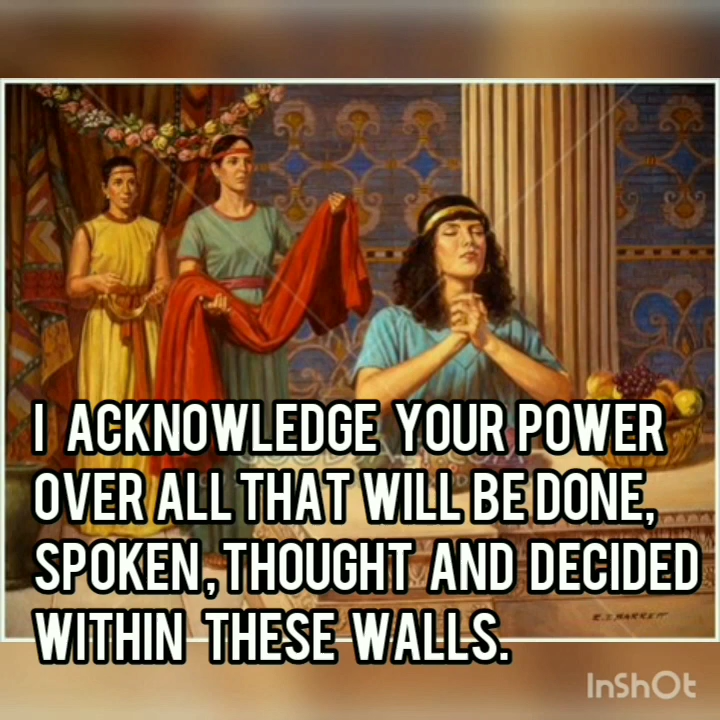 I ACKNOWLEDGE YOUR POWER
OVER ALL THAT WILL BE DONE,
SPOKEN, THOUGHT AND DECIDED
WITHIN THESE WALLS.
InShOt